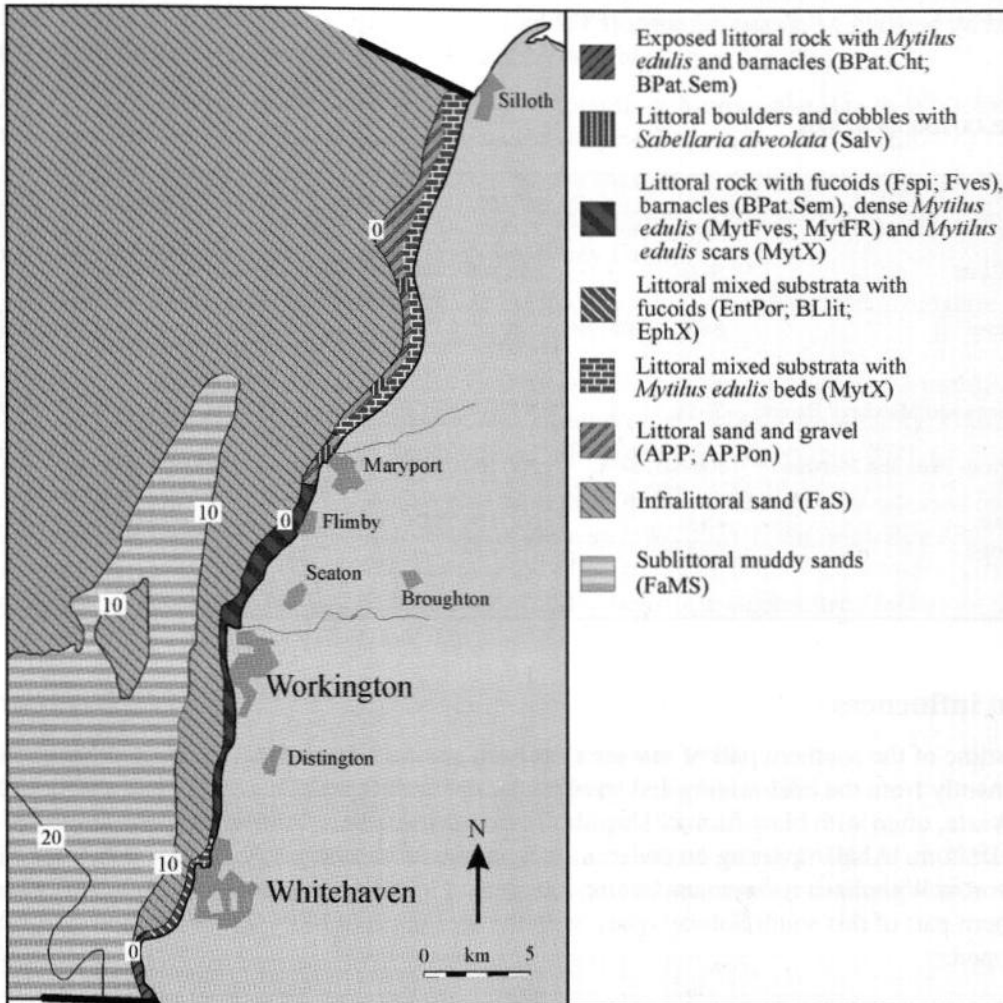 Silloth
0
Maryport
10
0
Flimby
Seaton
Broughton
10
Workington
Distington
20
10
N
Whitehaven
0
0 km 5
Exposed littoral rock with Mytilus
edulis and barnacles (BPat.Cht;
BPat.Sem)
Littoral boulders and cobbles with
Sabellaria alveolata (Salv)
Littoral rock with fucoids (Fspi; Fves),
barnacles (BPat.Sem), dense Mytilus
edulis (MytFves; MytFR) and Mytilus
edulis scars (MytX)
Littoral mixed substrata with
fucoids (EntPor; BLlit;
EphX)
Littoral mixed substrata with
Mytilus edulis beds (MytX)
Littoral sand and gravel
(AP.P; AP.Pon)
Infralittoral sand (FaS)
Sublittoral muddy sands
(FaMS)